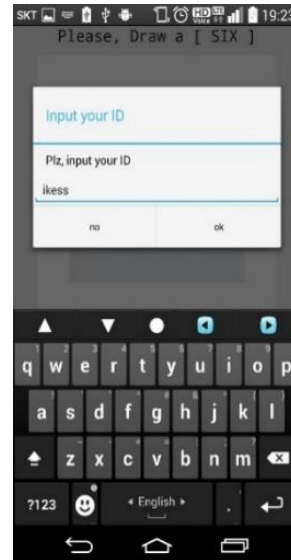 SKT 19:23
Please, Draw a [ SIX ]
Input your ID
Plz, input your ID
ikess
no ok
q w e r t y u i o p
a s d f g h j k l
z x c v b n m
?123 English .